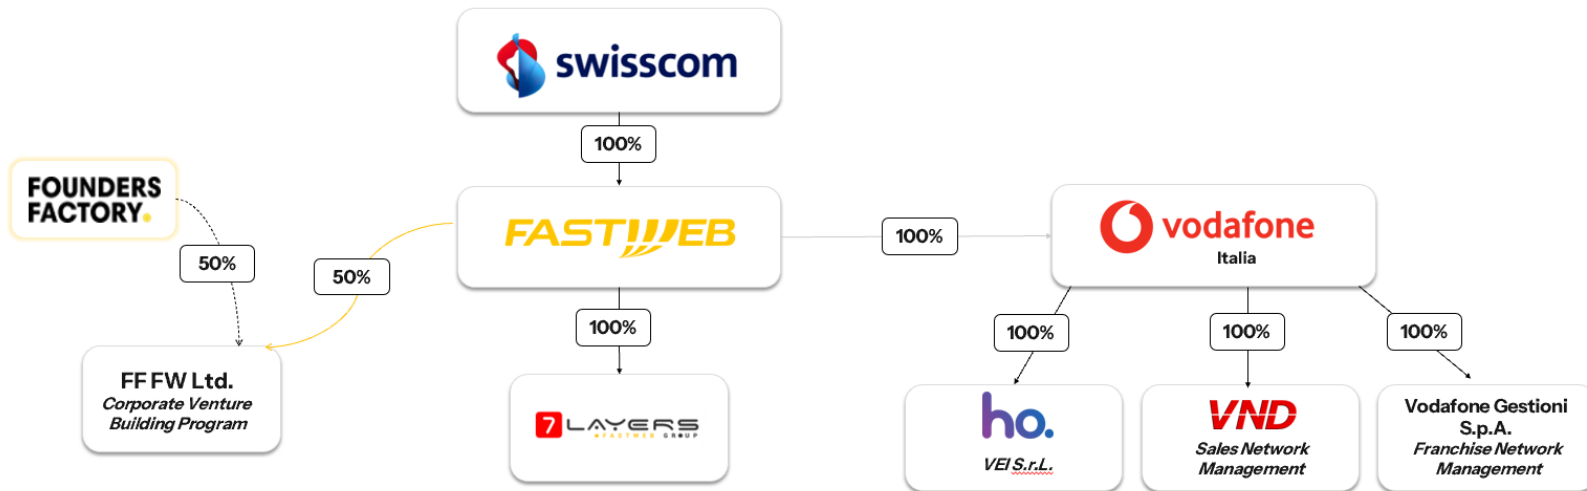 swisscom
100%
FOUNDERS
FACTORY.
50%
50%
FASTWEB
100%
vodafone
Italia
100%
100%
100%
100%
FF FW Ltd.
Corporate Venture
Building Program
7 LAYERS
FASTWEB GROUP
ho.
VEI S.r.L.
VND
Sales Network
Management
Vodafone Gestioni
S.p.A.
Franchise Network
Management